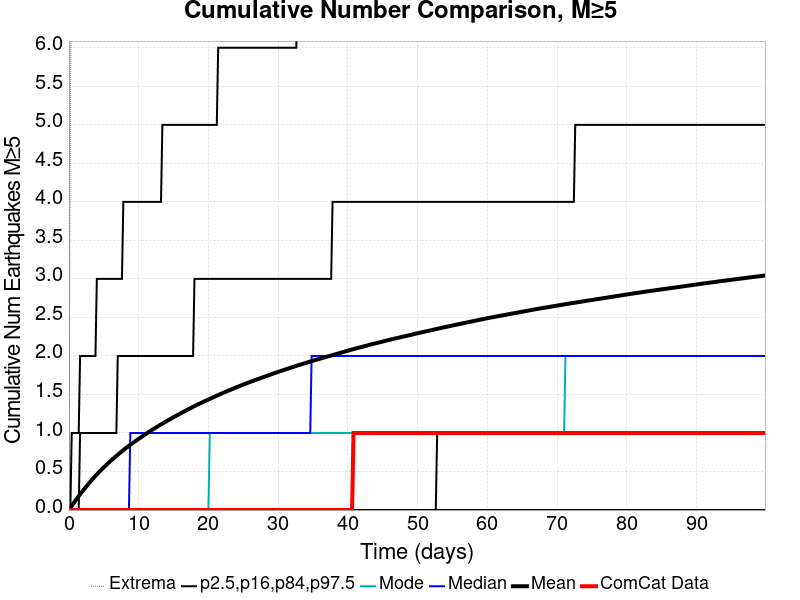 Cumulative Number Comparison, M≥5
Cumulative Num Earthquakes M≥5
6.0
5.5
5.0
4.5
4.0
3.5
3.0
2.5
2.0
1.5
1.0
0.5
0.0
0 10 20 30 40 50 60 70 80 90
Time (days)
Extrema p2.5,p16,p84,p97.5 Mode Median Mean ComCat Data